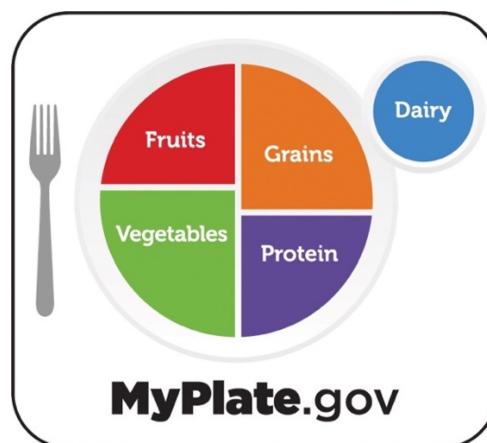 Dairy
Fruits
Grains
Vegetables
Protein
MyPlate.gov